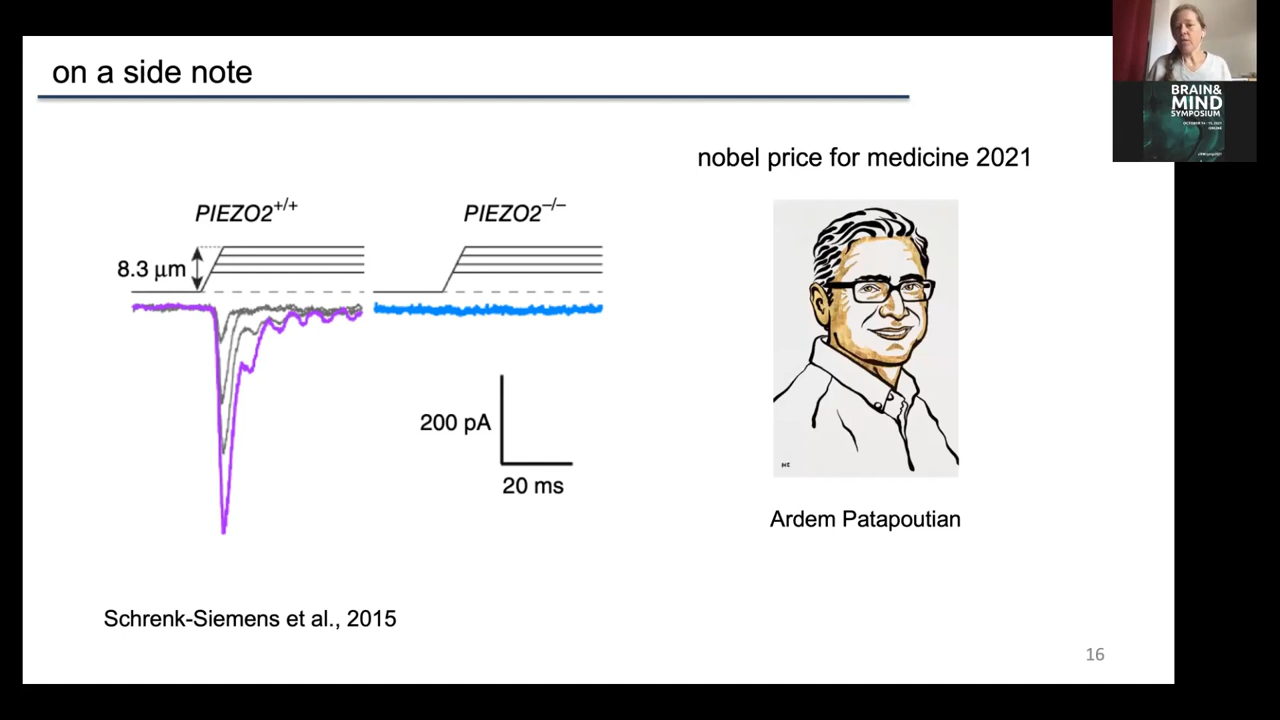 on a side note
BRAIN&
MIND
SYMPOSIUM
ONLINE
nobel price for medicine 2021
PIEZO2+/+
PIEZO2–/–
8.3 µm
200 pA
20 ms
Ardem Patapoutian
Schrenk-Siemens et al., 2015
16